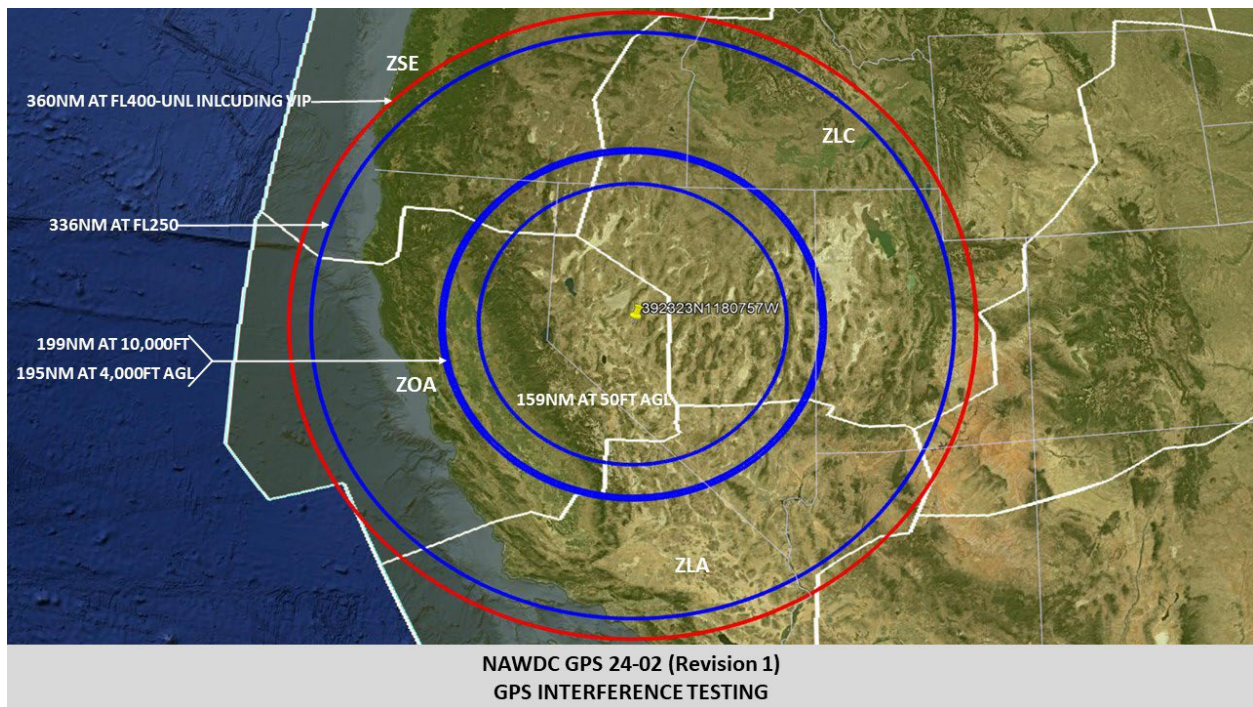 ZSE
360NM AT FL400-UNL INLCUDING VIP
ZLC
336NM AT FL250
392323N1180757W
199NM AT 10,000FT
195NM AT 4,000FT AGL
ZOA
159NM AT 50FT AGL
ZLA
NAWDC GPS 24-02 (Revision 1)
GPS INTERFERENCE TESTING